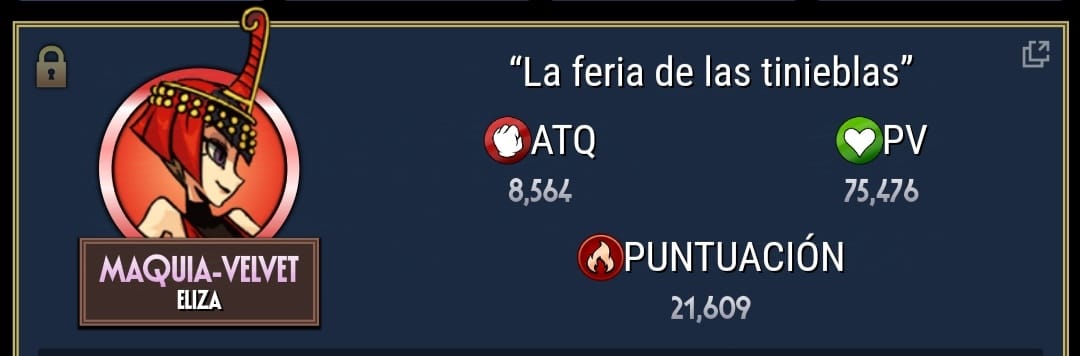 “La feria de las tinieblas”
ATQ
8,564
PV
75,476
PUNTUACIÓN
21,609
MAQUIA-VELVET
ELIZA